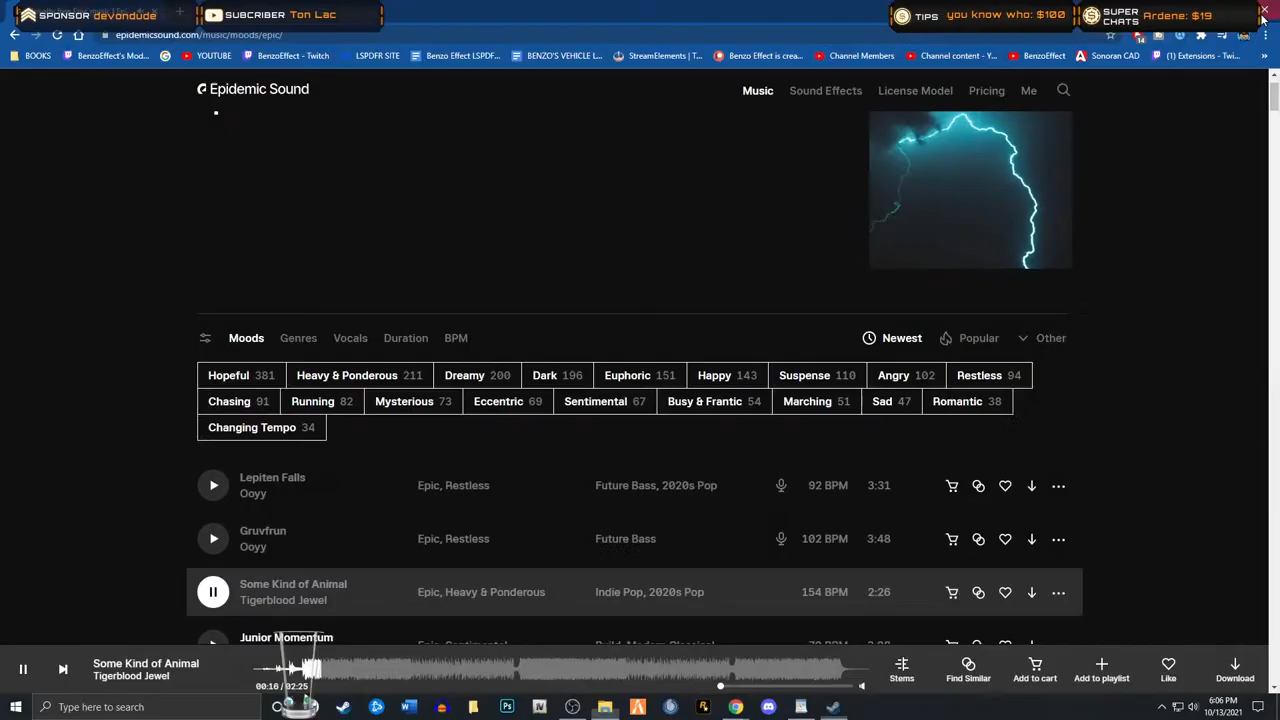 SPONSOR devondude
SUBCRIBER Ton Lac
TIPS you know who: $100
SUPER CHATS Ardene: $19
epidemicsound.com/music/moods/epic/
14
BOOKS
BenzoEffect's Mod...
YOUTUBE
BenzoEffect - Twitch
LSPDFR SITE
Benzo Effect LSPDF...
BENZO'S VEHICLE L...
StreamElements | T...
Benzo Effect is crea...
Channel Members
Channel content - Y...
BenzoEffect
Sonoran CAD
(1) Extensions - Twi...
»
Epidemic Sound
Music Sound Effects License Model Pricing Me
Moods Genres Vocals Duration BPM
Newest Popular Other
Hopeful 381 Heavy & Ponderous 211 Dreamy 200 Dark 196 Euphoric 151 Happy 143 Suspense 110 Angry 102 Restless 94
Chasing 91 Running 82 Mysterious 73 Eccentric 69 Sentimental 67 Busy & Frantic 54 Marching 51 Sad 47 Romantic 38
Changing Tempo 34
Lepiten Falls
Ooyy
Epic, Restless Future Bass, 2020s Pop 92 BPM 3:31
Gruvfrun
Ooyy
Epic, Restless Future Bass 102 BPM 3:48
Some Kind of Animal
Tigerblood Jewel
Epic, Heavy & Ponderous Indie Pop, 2020s Pop 154 BPM 2:26
Junior Momentum
Some Kind of Animal
Tigerblood Jewel
00:10 / 02:25
Stems Find Similar Add to cart Add to playlist Like Download
Type here to search
6:06 PM
10/13/2021